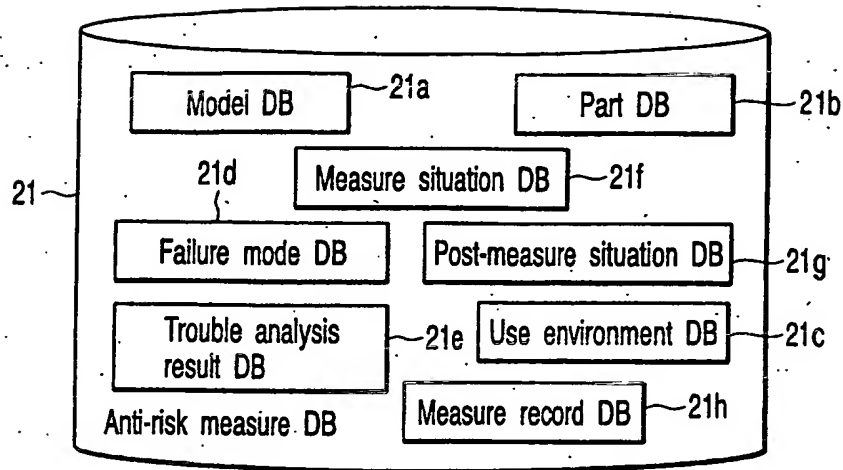 Model DB
21a
Part DB
21b
Measure situation DB
21f
21
21d
Failure mode DB
Post-measure situation DB
21g
Trouble analysis
result DB
21e
Use environment DB
21c
Anti-risk measure DB
Measure record DB
21h